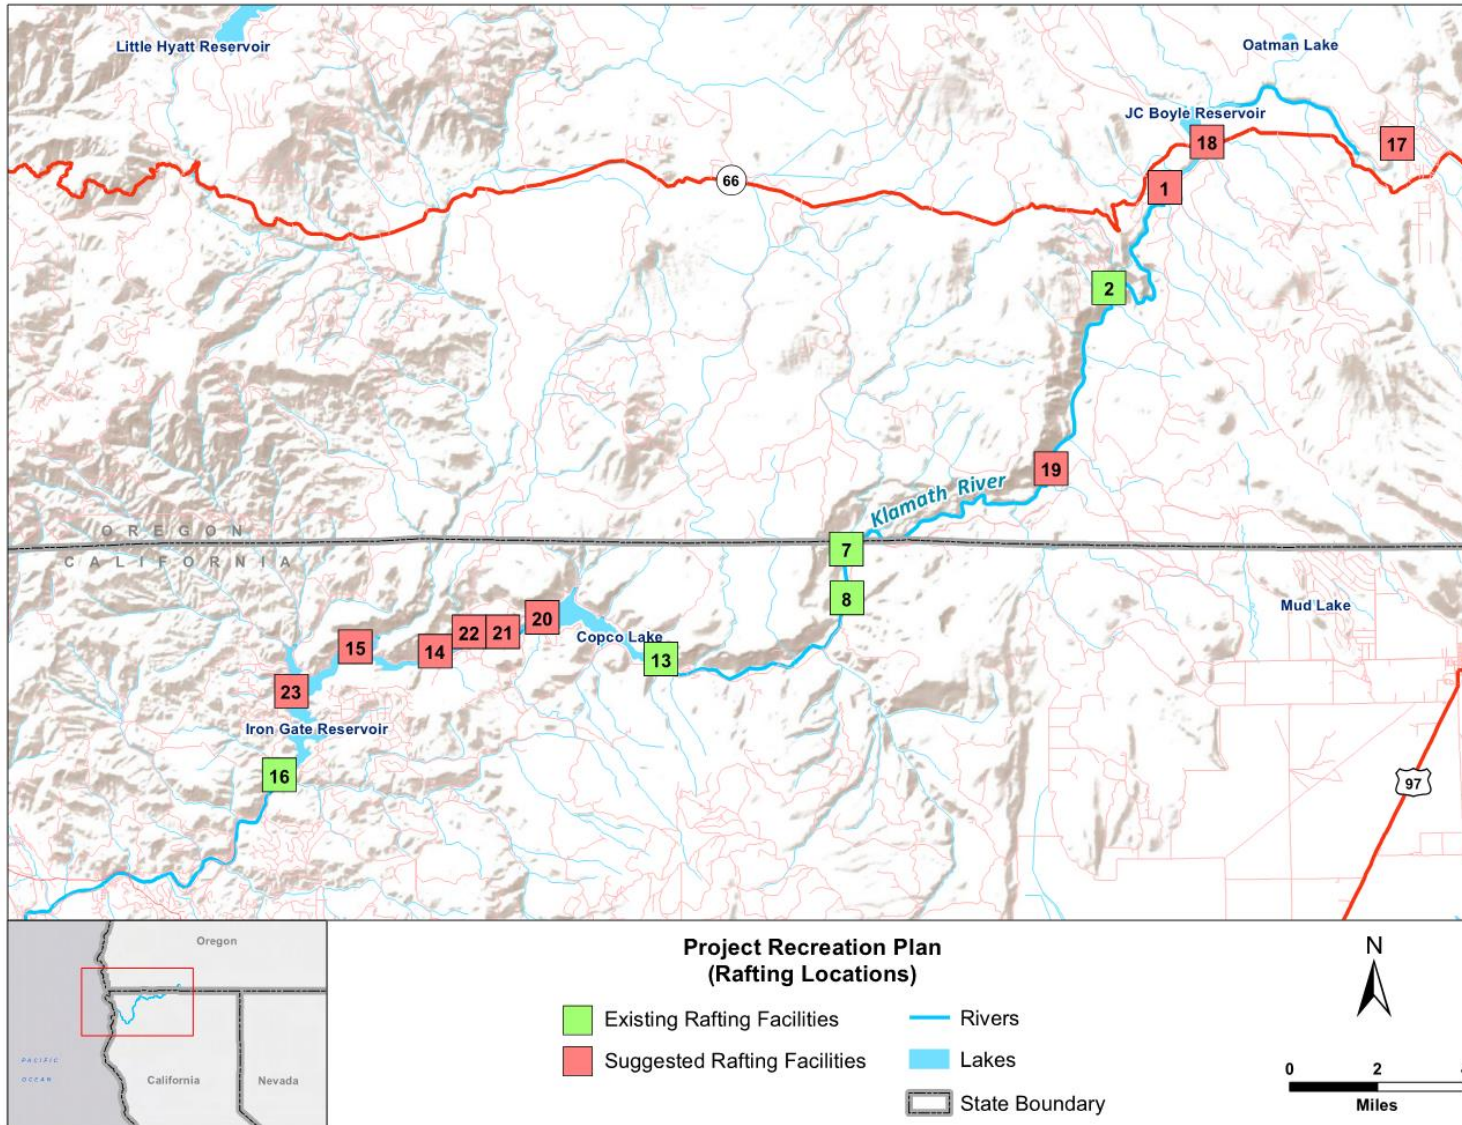 Little Hyatt Reservoir
Oatman Lake
JC Boyle Reservoir
18
17
66
1
2
19
Klamath River
OREGON
CALIFORNIA
7
8
Mud Lake
20
22
21
14
15
Copco Lake
13
23
Iron Gate Reservoir
16
97
Oregon
PACIFIC
OCEAN
California
Nevada
Project Recreation Plan
(Rafting Locations)
Existing Rafting Facilities
Suggested Rafting Facilities
Rivers
Lakes
State Boundary
N
0 2
Miles